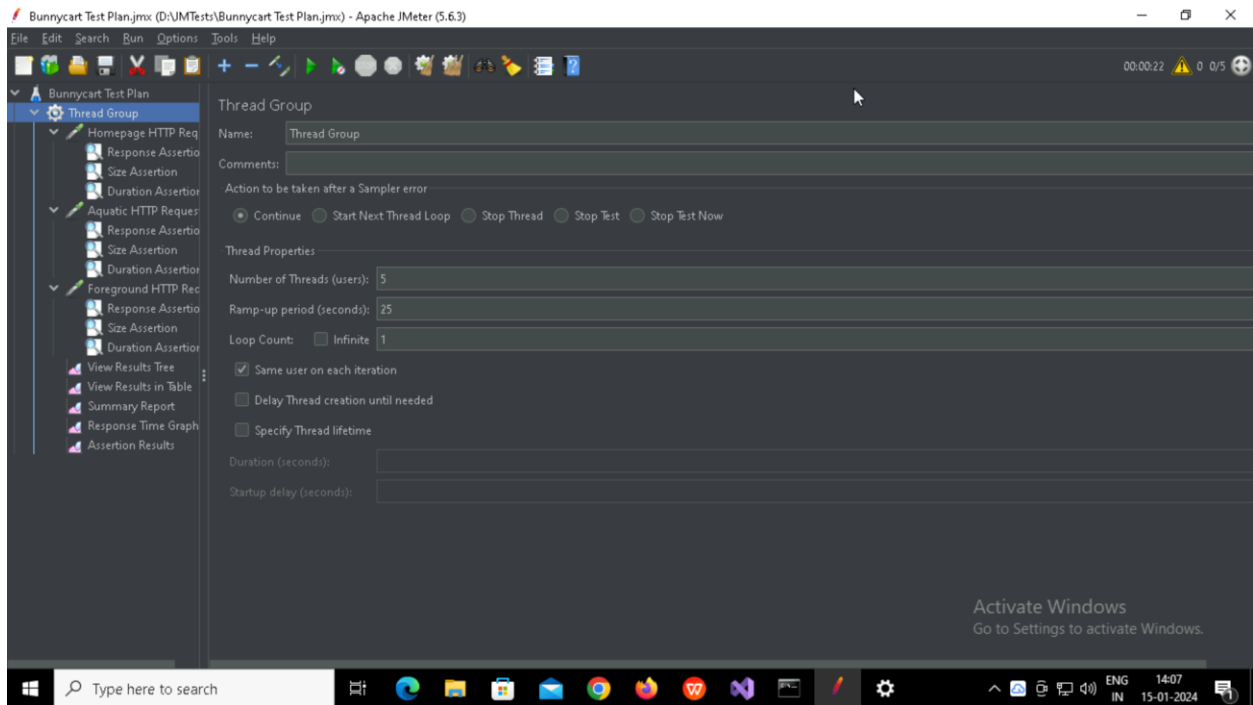 Bunnycart Test Plan.jmx (D:\JMTests\Bunnycart Test Plan.jmx) - Apache JMeter (5.6.3)
File Edit Search Run Options Tools Help
00:00:22 0 0/5
Bunnycart Test Plan
Thread Group
Homepage HTTP Req
Response Assertio
Size Assertion
Duration Assertion
Aquatic HTTP Reques
Response Assertio
Size Assertion
Duration Assertion
Foreground HTTP Rec
Response Assertio
Size Assertion
Duration Assertion
View Results Tree
View Results in Table
Summary Report
Response Time Graph
Assertion Results
Thread Group
Name: Thread Group
Comments:
Action to be taken after a Sampler error
Continue Start Next Thread Loop Stop Thread Stop Test Stop Test Now
Thread Properties
Number of Threads (users): 5
Ramp-up period (seconds): 25
Loop Count: Infinite 1
Same user on each iteration
Delay Thread creation until needed
Specify Thread lifetime
Duration (seconds):
Startup delay (seconds):
Activate Windows
Go to Settings to activate Windows.
Type here to search
ENG
IN
14:07
15-01-2024
1